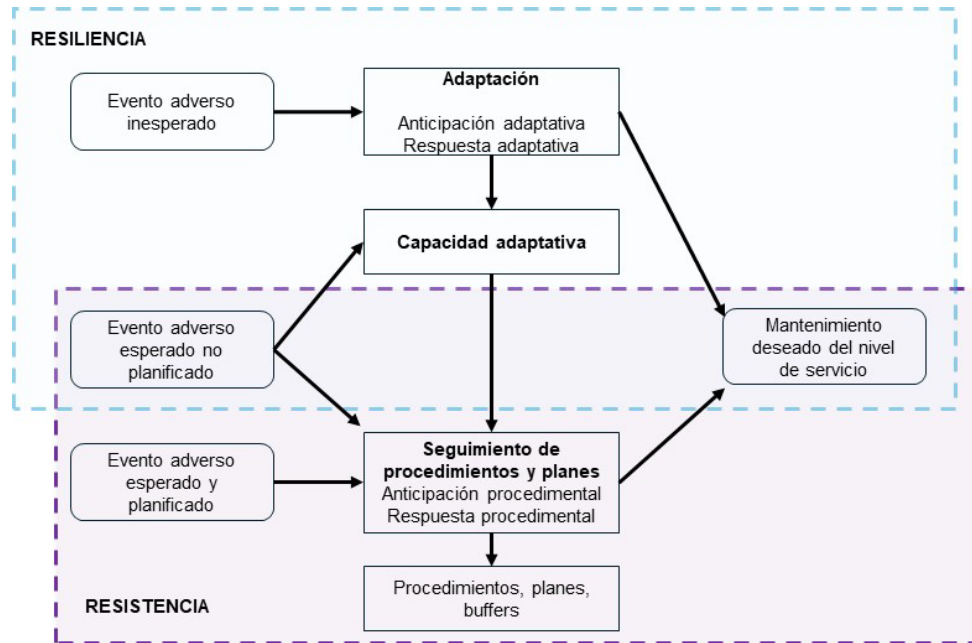 RESILIENCIA
Evento adverso
inesperado
Adaptación
Anticipación adaptativa
Respuesta adaptativa
Capacidad adaptativa
Evento adverso
esperado no
planificado
Mantenimiento
deseado del nivel
de servicio
Evento adverso
esperado y
planificado
Seguimiento de
procedimientos y planes
Anticipación procedimental
Respuesta procedimental
Procedimientos, planes,
buffers
RESISTENCIA